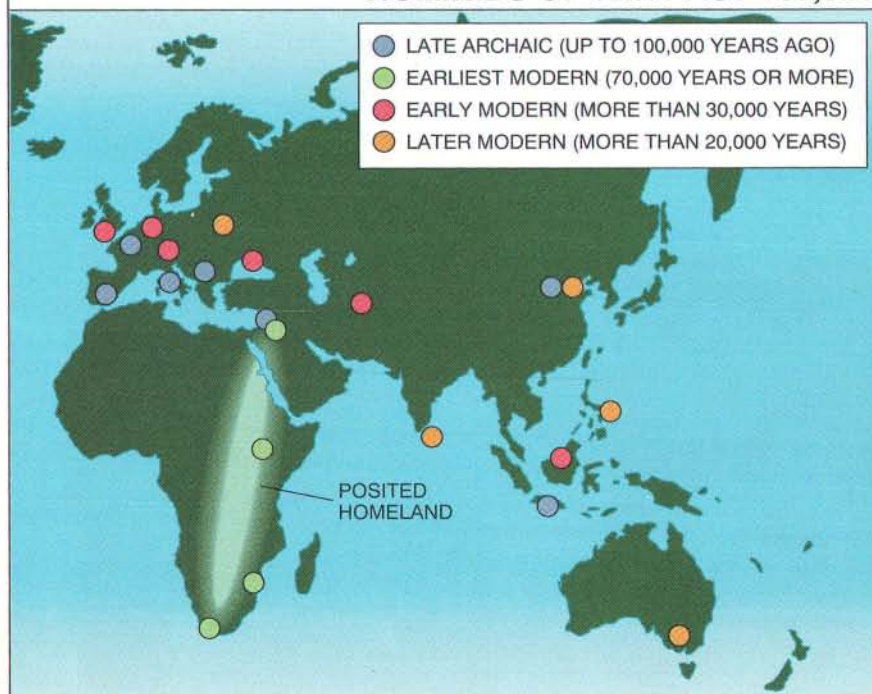 LATE ARCHAIC (UP TO 100,000 YEARS AGO)
EARLIEST MODERN (70,000 YEARS OR MORE)
EARLY MODERN (MORE THAN 30,000 YEARS)
LATER MODERN (MORE THAN 20,000 YEARS)
POSITED
HOMELAND